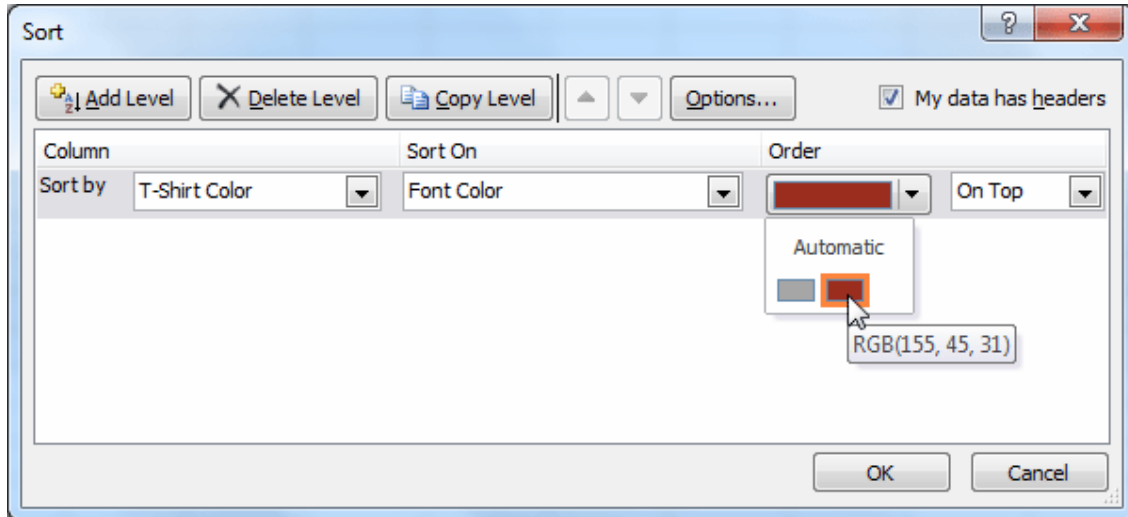 Sort
Add Level Delete Level Copy Level Options... My data has headers
Column Sort On Order
Sort by T-Shirt Color Font Color On Top
Automatic
RGB(155, 45, 31)
OK Cancel